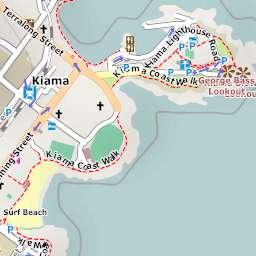 Terralong Street
Kiama Lighthouse Road
Kiama
Kiama Coast Walk
George Bass
Lookout
Kiama Coast Walk
Surf Beach